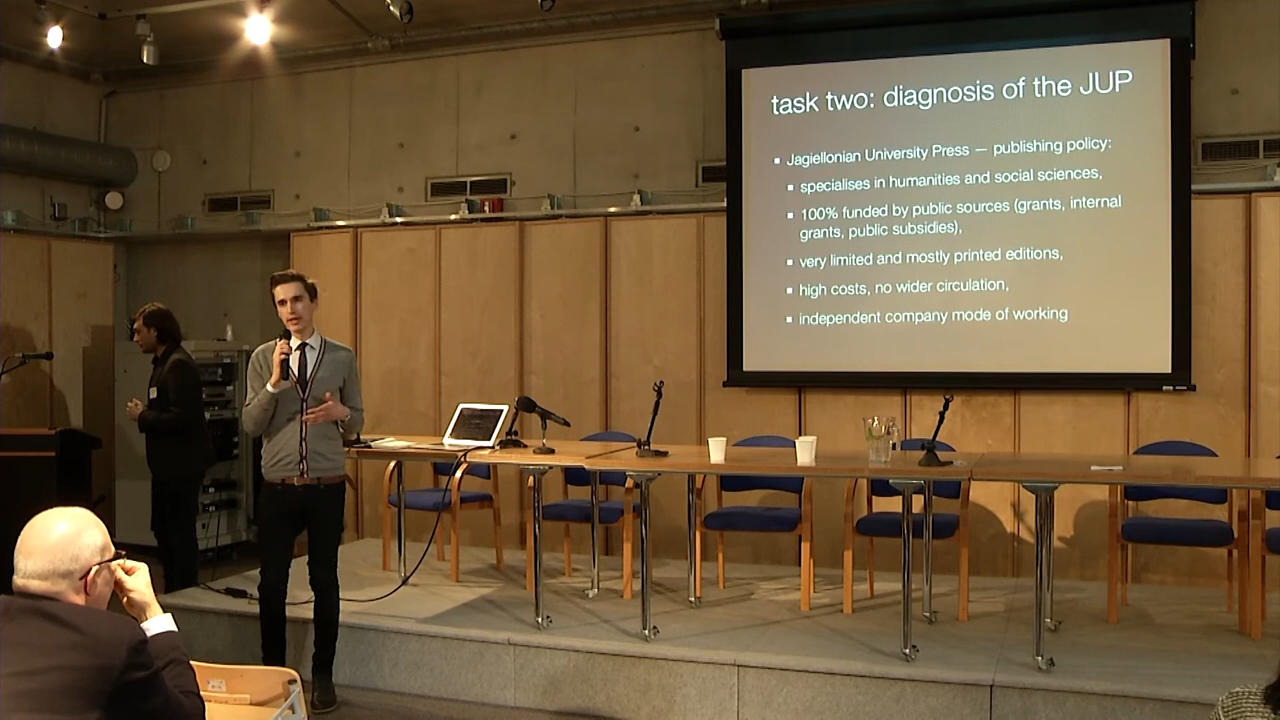 task two: diagnosis of the JUP
▪ Jagiellonian University Press — publishing policy:
▪ specialises in humanities and social sciences,
▪ 100% funded by public sources (grants, internal
grants, public subsidies),
▪ very limited and mostly printed editions,
▪ high costs, no wider circulation,
▪ independent company mode of working